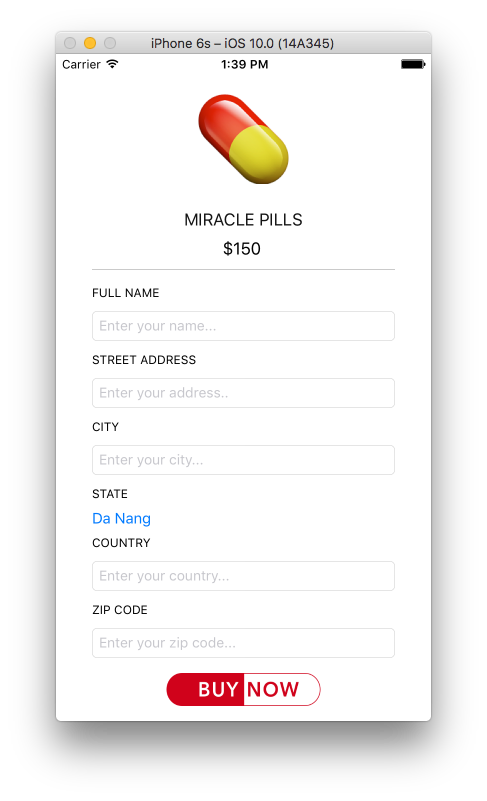 iPhone 6s – iOS 10.0 (14A345)
Carrier 1:39 PM
MIRACLE PILLS
$150
FULL NAME
Enter your name...
STREET ADDRESS
Enter your address..
CITY
Enter your city...
STATE
Da Nang
COUNTRY
Enter your country...
ZIP CODE
Enter your zip code...
BUY NOW